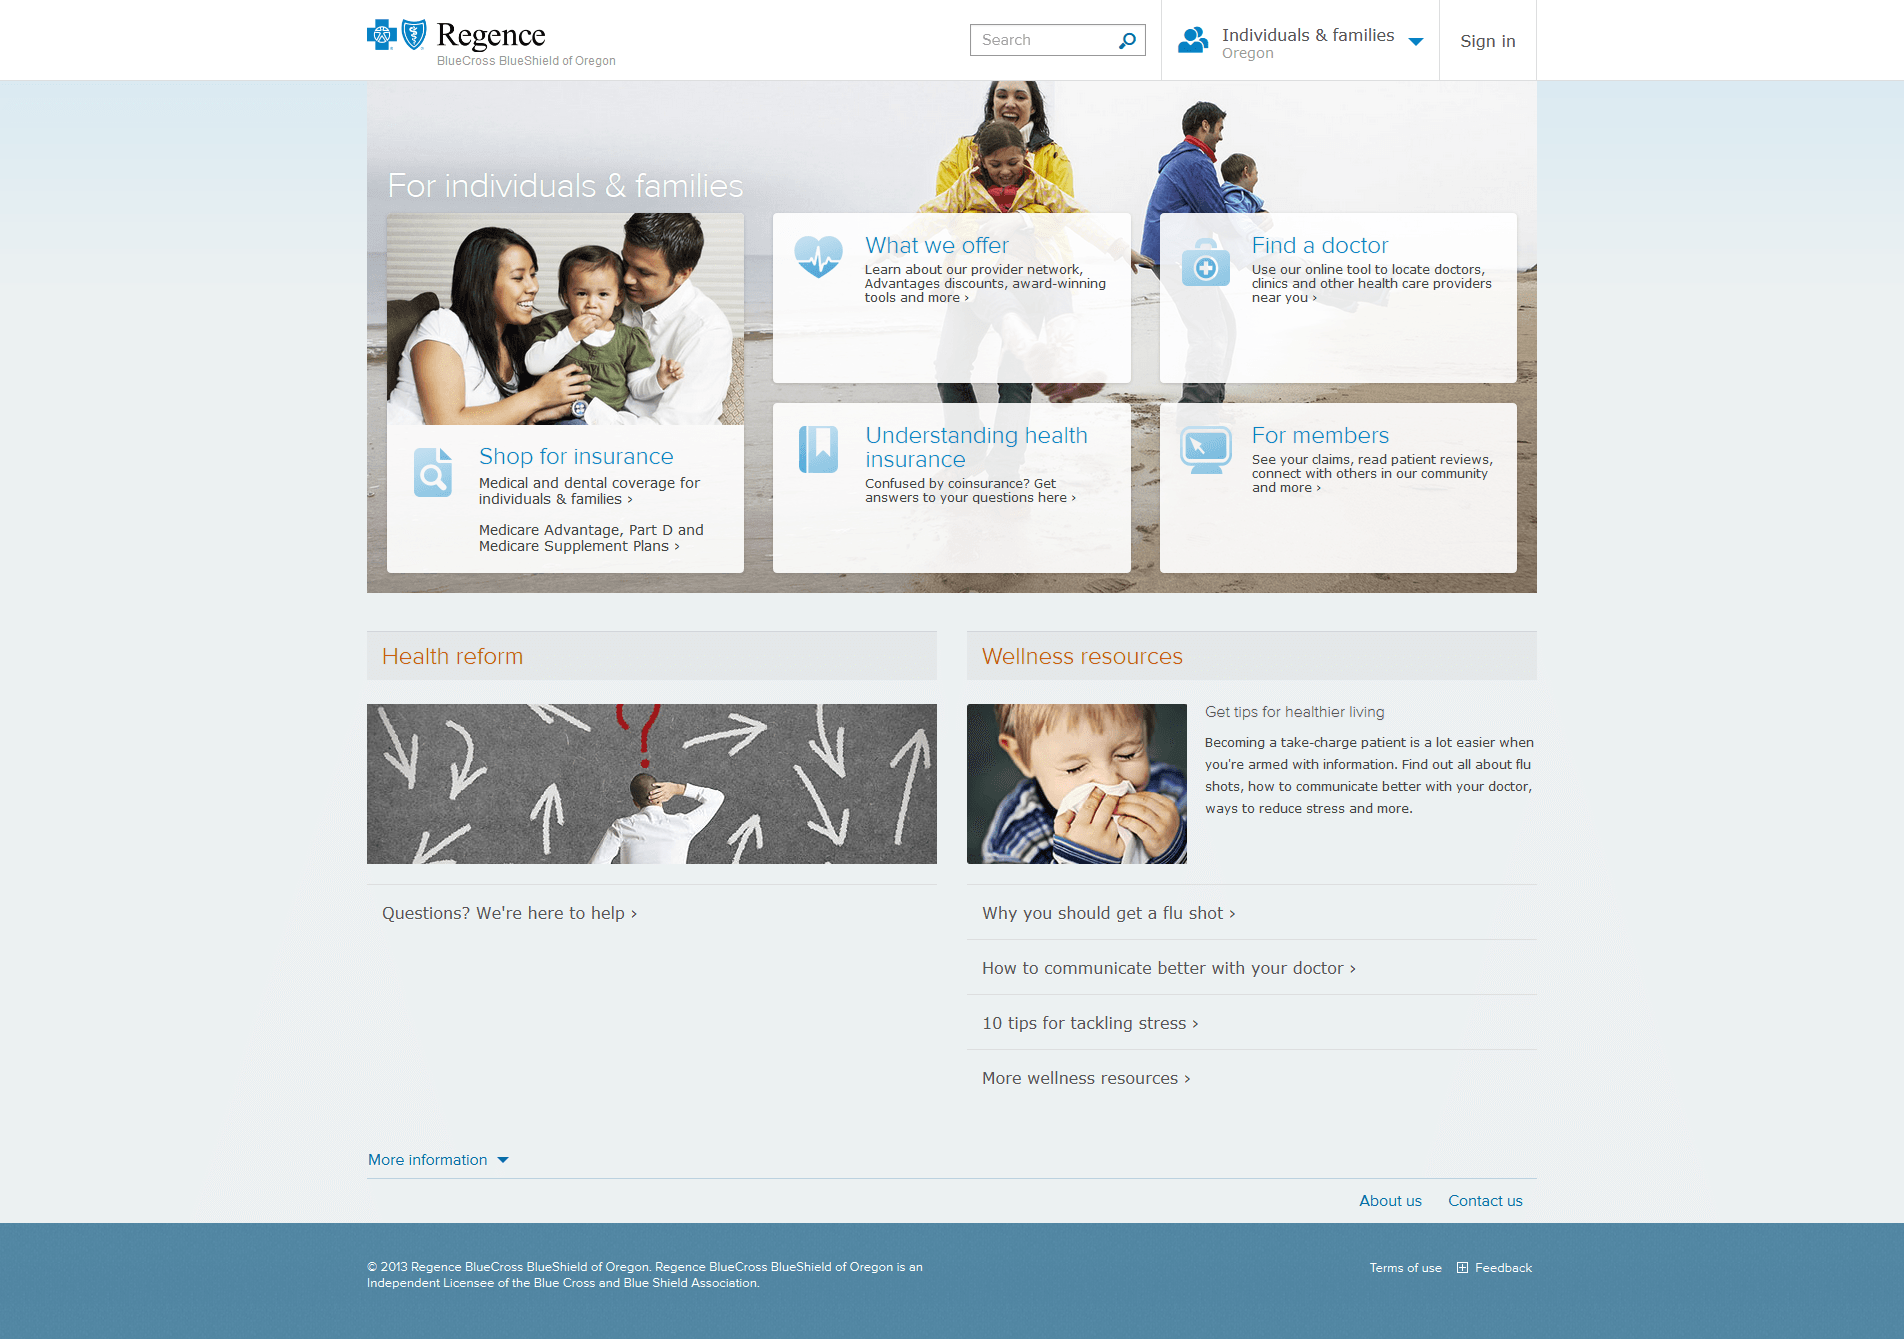 Regence
BlueCross BlueShield of Oregon
Search
Individuals & families
Oregon
Sign in
For individuals & families
Shop for insurance
Medical and dental coverage for
individuals & families ›
Medicare Advantage, Part D and
Medicare Supplement Plans ›
What we offer
Learn about our provider network,
Advantages discounts, award-winning
tools and more ›
Find a doctor
Use our online tool to locate doctors,
clinics and other health care providers
near you ›
Understanding health
insurance
Confused by coinsurance? Get
answers to your questions here ›
For members
See your claims, read patient reviews,
connect with others in our community
and more ›
Health reform
?
Questions? We're here to help ›
Wellness resources
Get tips for healthier living
Becoming a take-charge patient is a lot easier when
you're armed with information. Find out all about flu
shots, how to communicate better with your doctor,
ways to reduce stress and more.
Why you should get a flu shot ›
How to communicate better with your doctor ›
10 tips for tackling stress ›
More wellness resources ›
More information
About us
Contact us
© 2013 Regence BlueCross BlueShield of Oregon. Regence BlueCross BlueShield of Oregon is an
Independent Licensee of the Blue Cross and Blue Shield Association.
Terms of use
Feedback